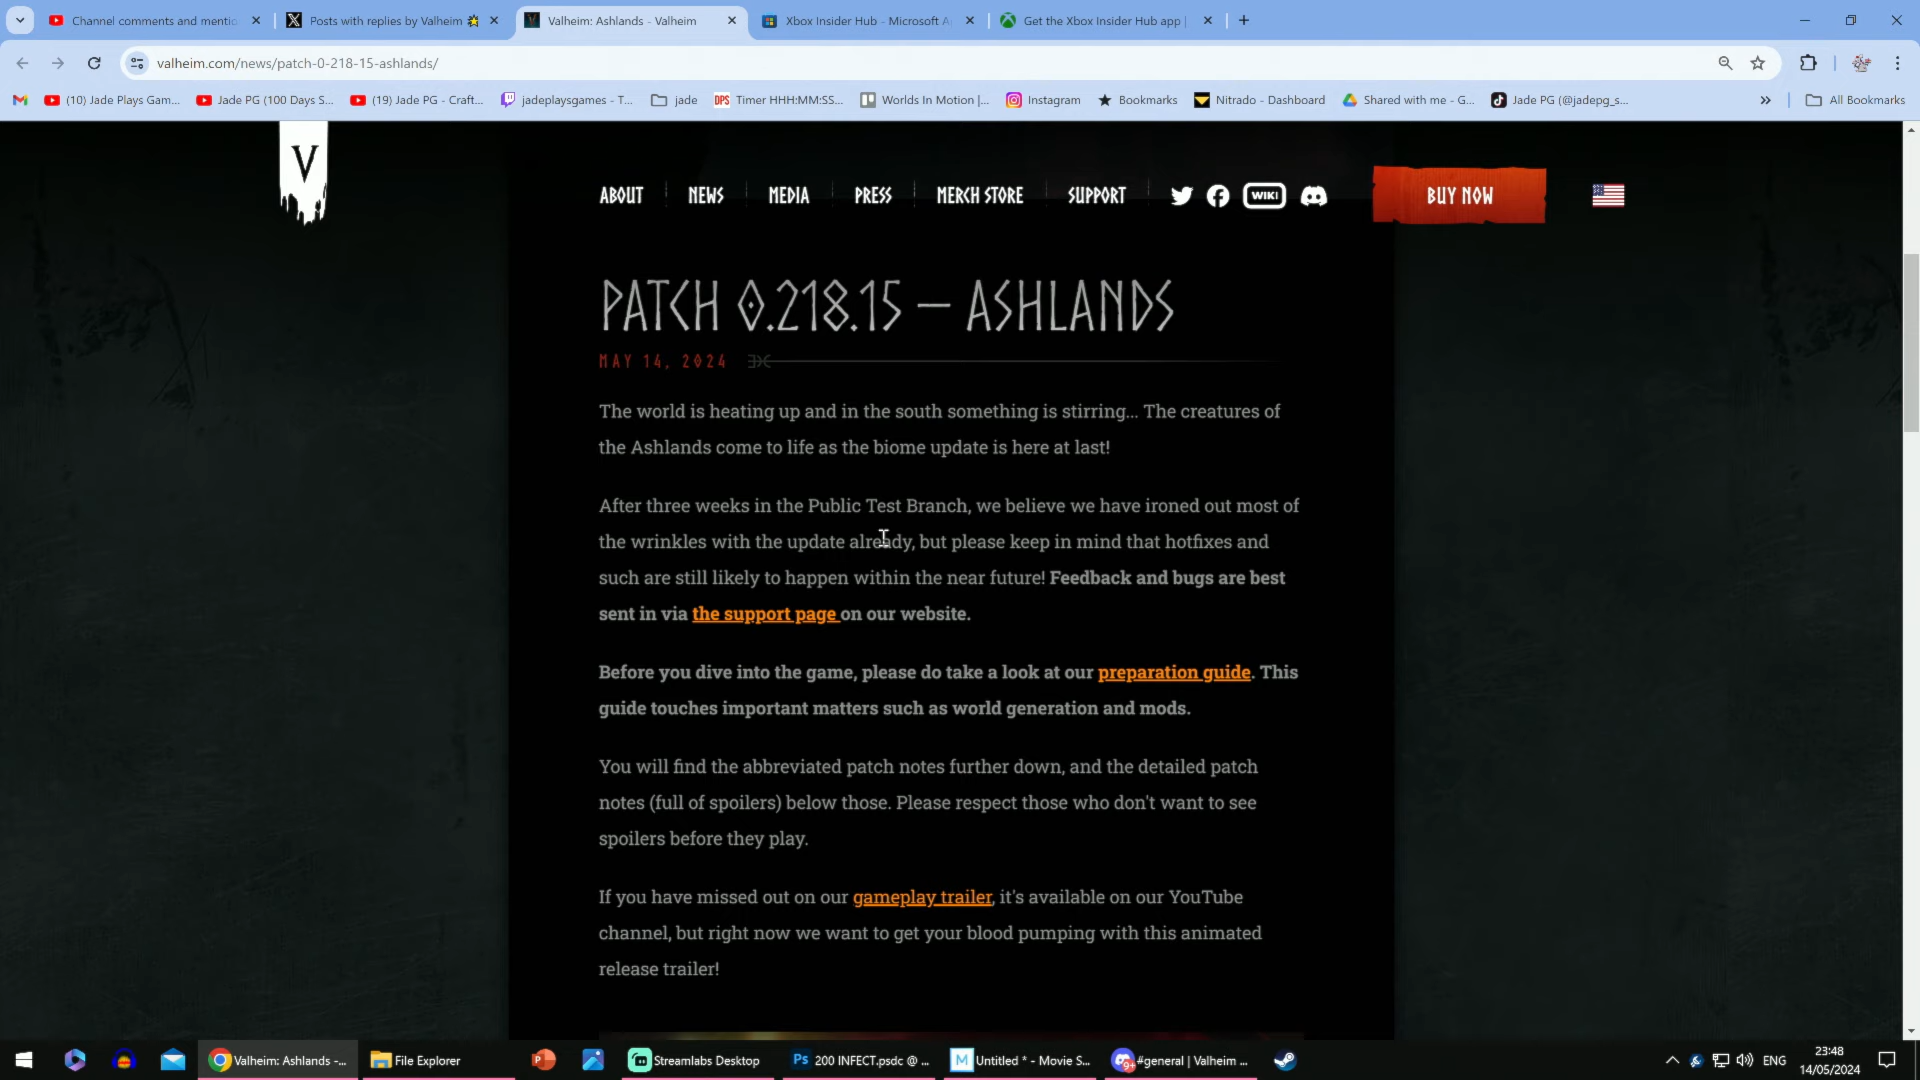 Channel comments and mentio
Posts with replies by Valheim
Valheim: Ashlands - Valheim
Xbox Insider Hub - Microsoft A
Get the Xbox Insider Hub app |
valheim.com/news/patch-0-218-15-ashlands/
(10) Jade Plays Gam...
Jade PG (100 Days S...
(19) Jade PG - Craft...
jadeplaysgames - T...
jade
DPS
Timer HHH:MM:SS...
Worlds In Motion |...
Instagram
Bookmarks
Nitrado - Dashboard
Shared with me - G...
Jade PG (@jadepg_s...
»
All Bookmarks
V
ABOUT
NEWS
MEDIA
PRESS
MERCH STORE
SUPPORT
WIKI
BUY NOW
PATCH 0.218.15 – ASHLANDS
MAY 14, 2024
The world is heating up and in the south something is stirring... The creatures of
the Ashlands come to life as the biome update is here at last!
After three weeks in the Public Test Branch, we believe we have ironed out most of
the wrinkles with the update already, but please keep in mind that hotfixes and
such are still likely to happen within the near future! Feedback and bugs are best
sent in via the support page on our website.
Before you dive into the game, please do take a look at our preparation guide. This
guide touches important matters such as world generation and mods.
You will find the abbreviated patch notes further down, and the detailed patch
notes (full of spoilers) below those. Please respect those who don't want to see
spoilers before they play.
If you have missed out on our gameplay trailer, it's available on our YouTube
channel, but right now we want to get your blood pumping with this animated
release trailer!
Valheim: Ashlands -...
File Explorer
Streamlabs Desktop
Ps
200 INFECT.psdc @ ...
M
Untitled * - Movie S...
9+
#general | Valheim ...
ENG
23:48
14/05/2024